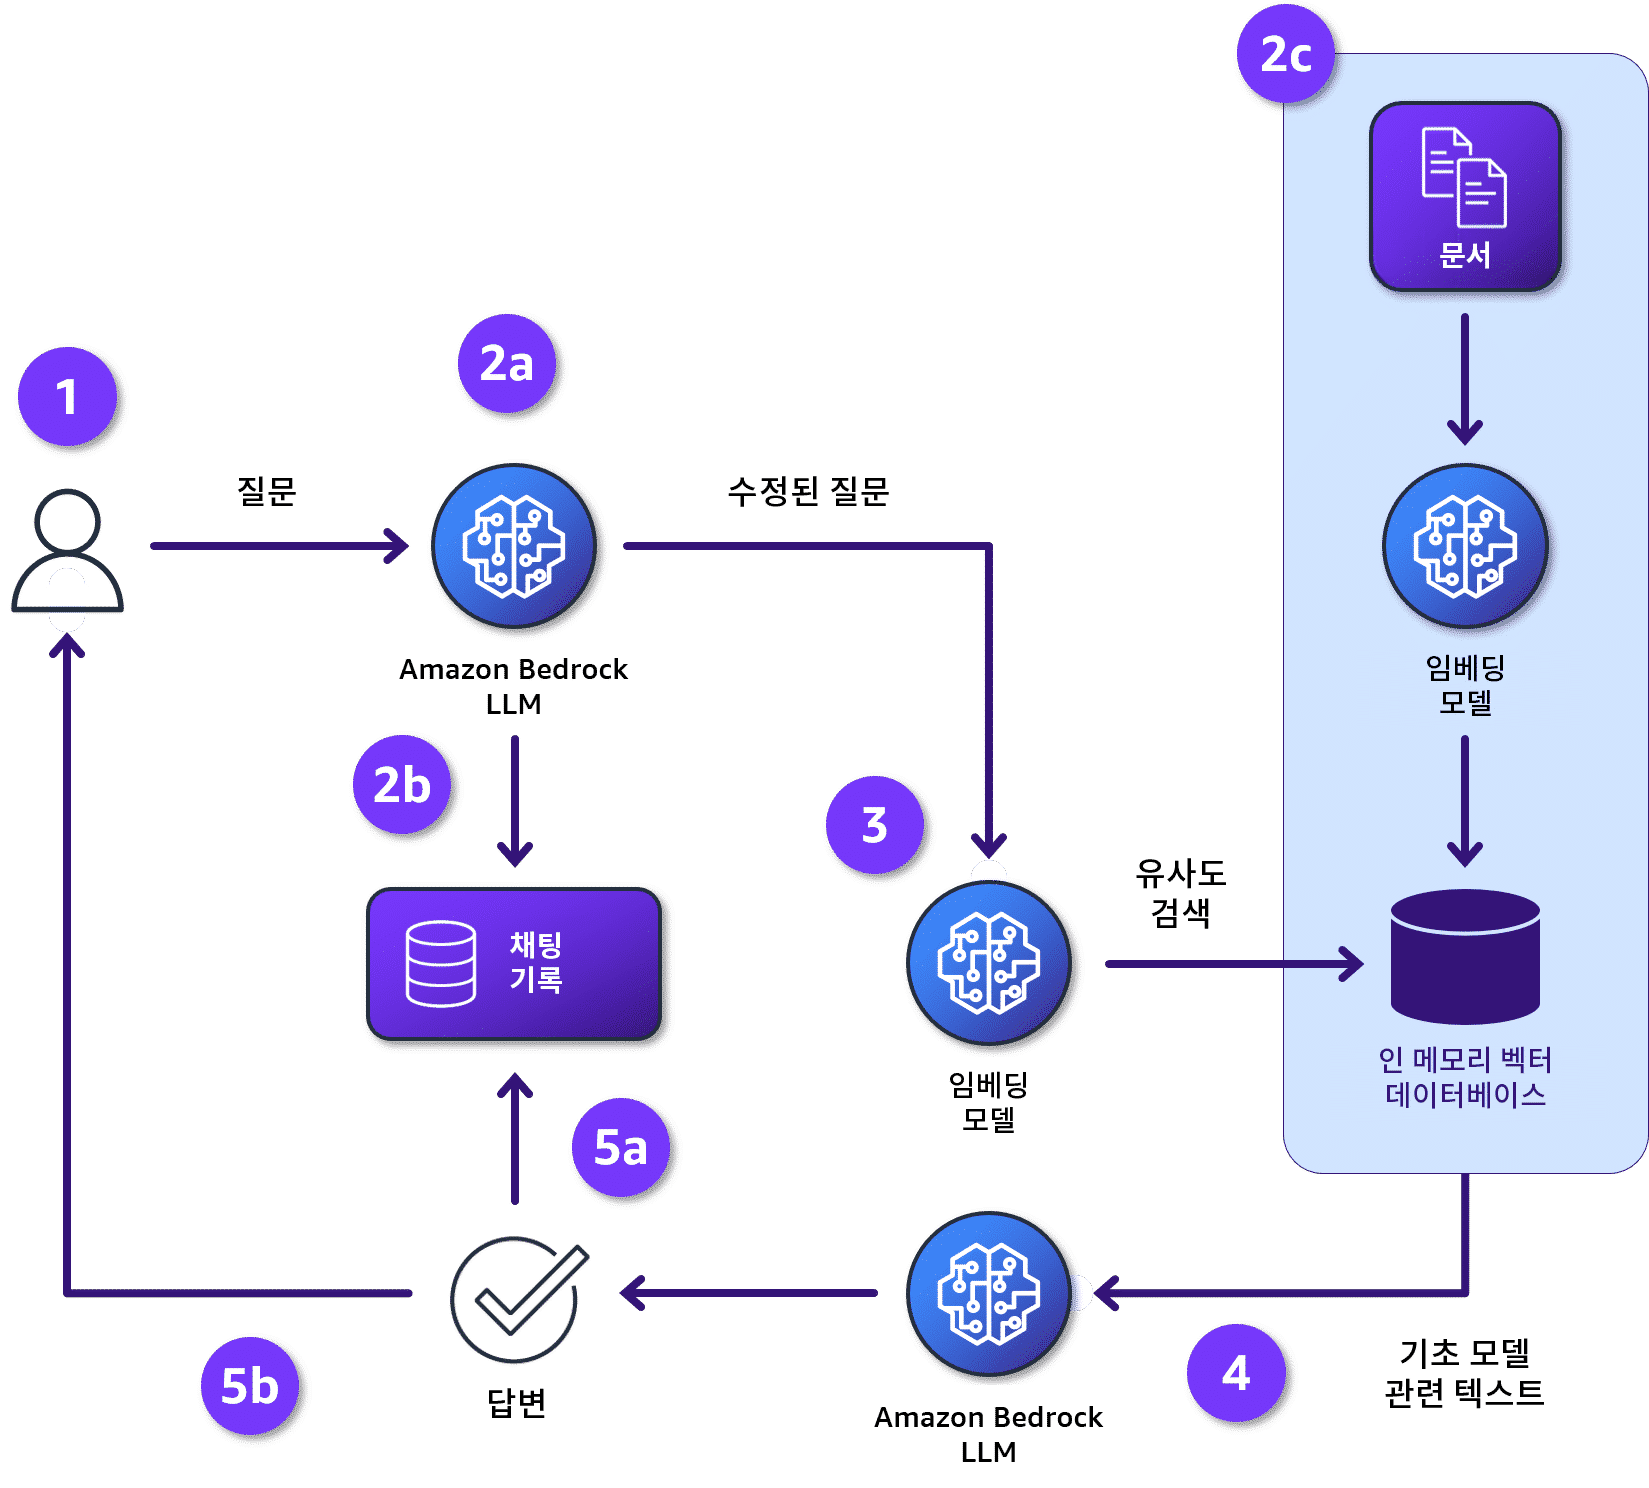 2c
문서
2a
1
질문
수정된 질문
Amazon Bedrock
LLM
임베딩
모델
2b
3
유사도
검색
채팅
기록
인 메모리 벡터
데이터베이스
임베딩
모델
5a
4
기초 모델
관련 텍스트
5b
답변
Amazon Bedrock
LLM